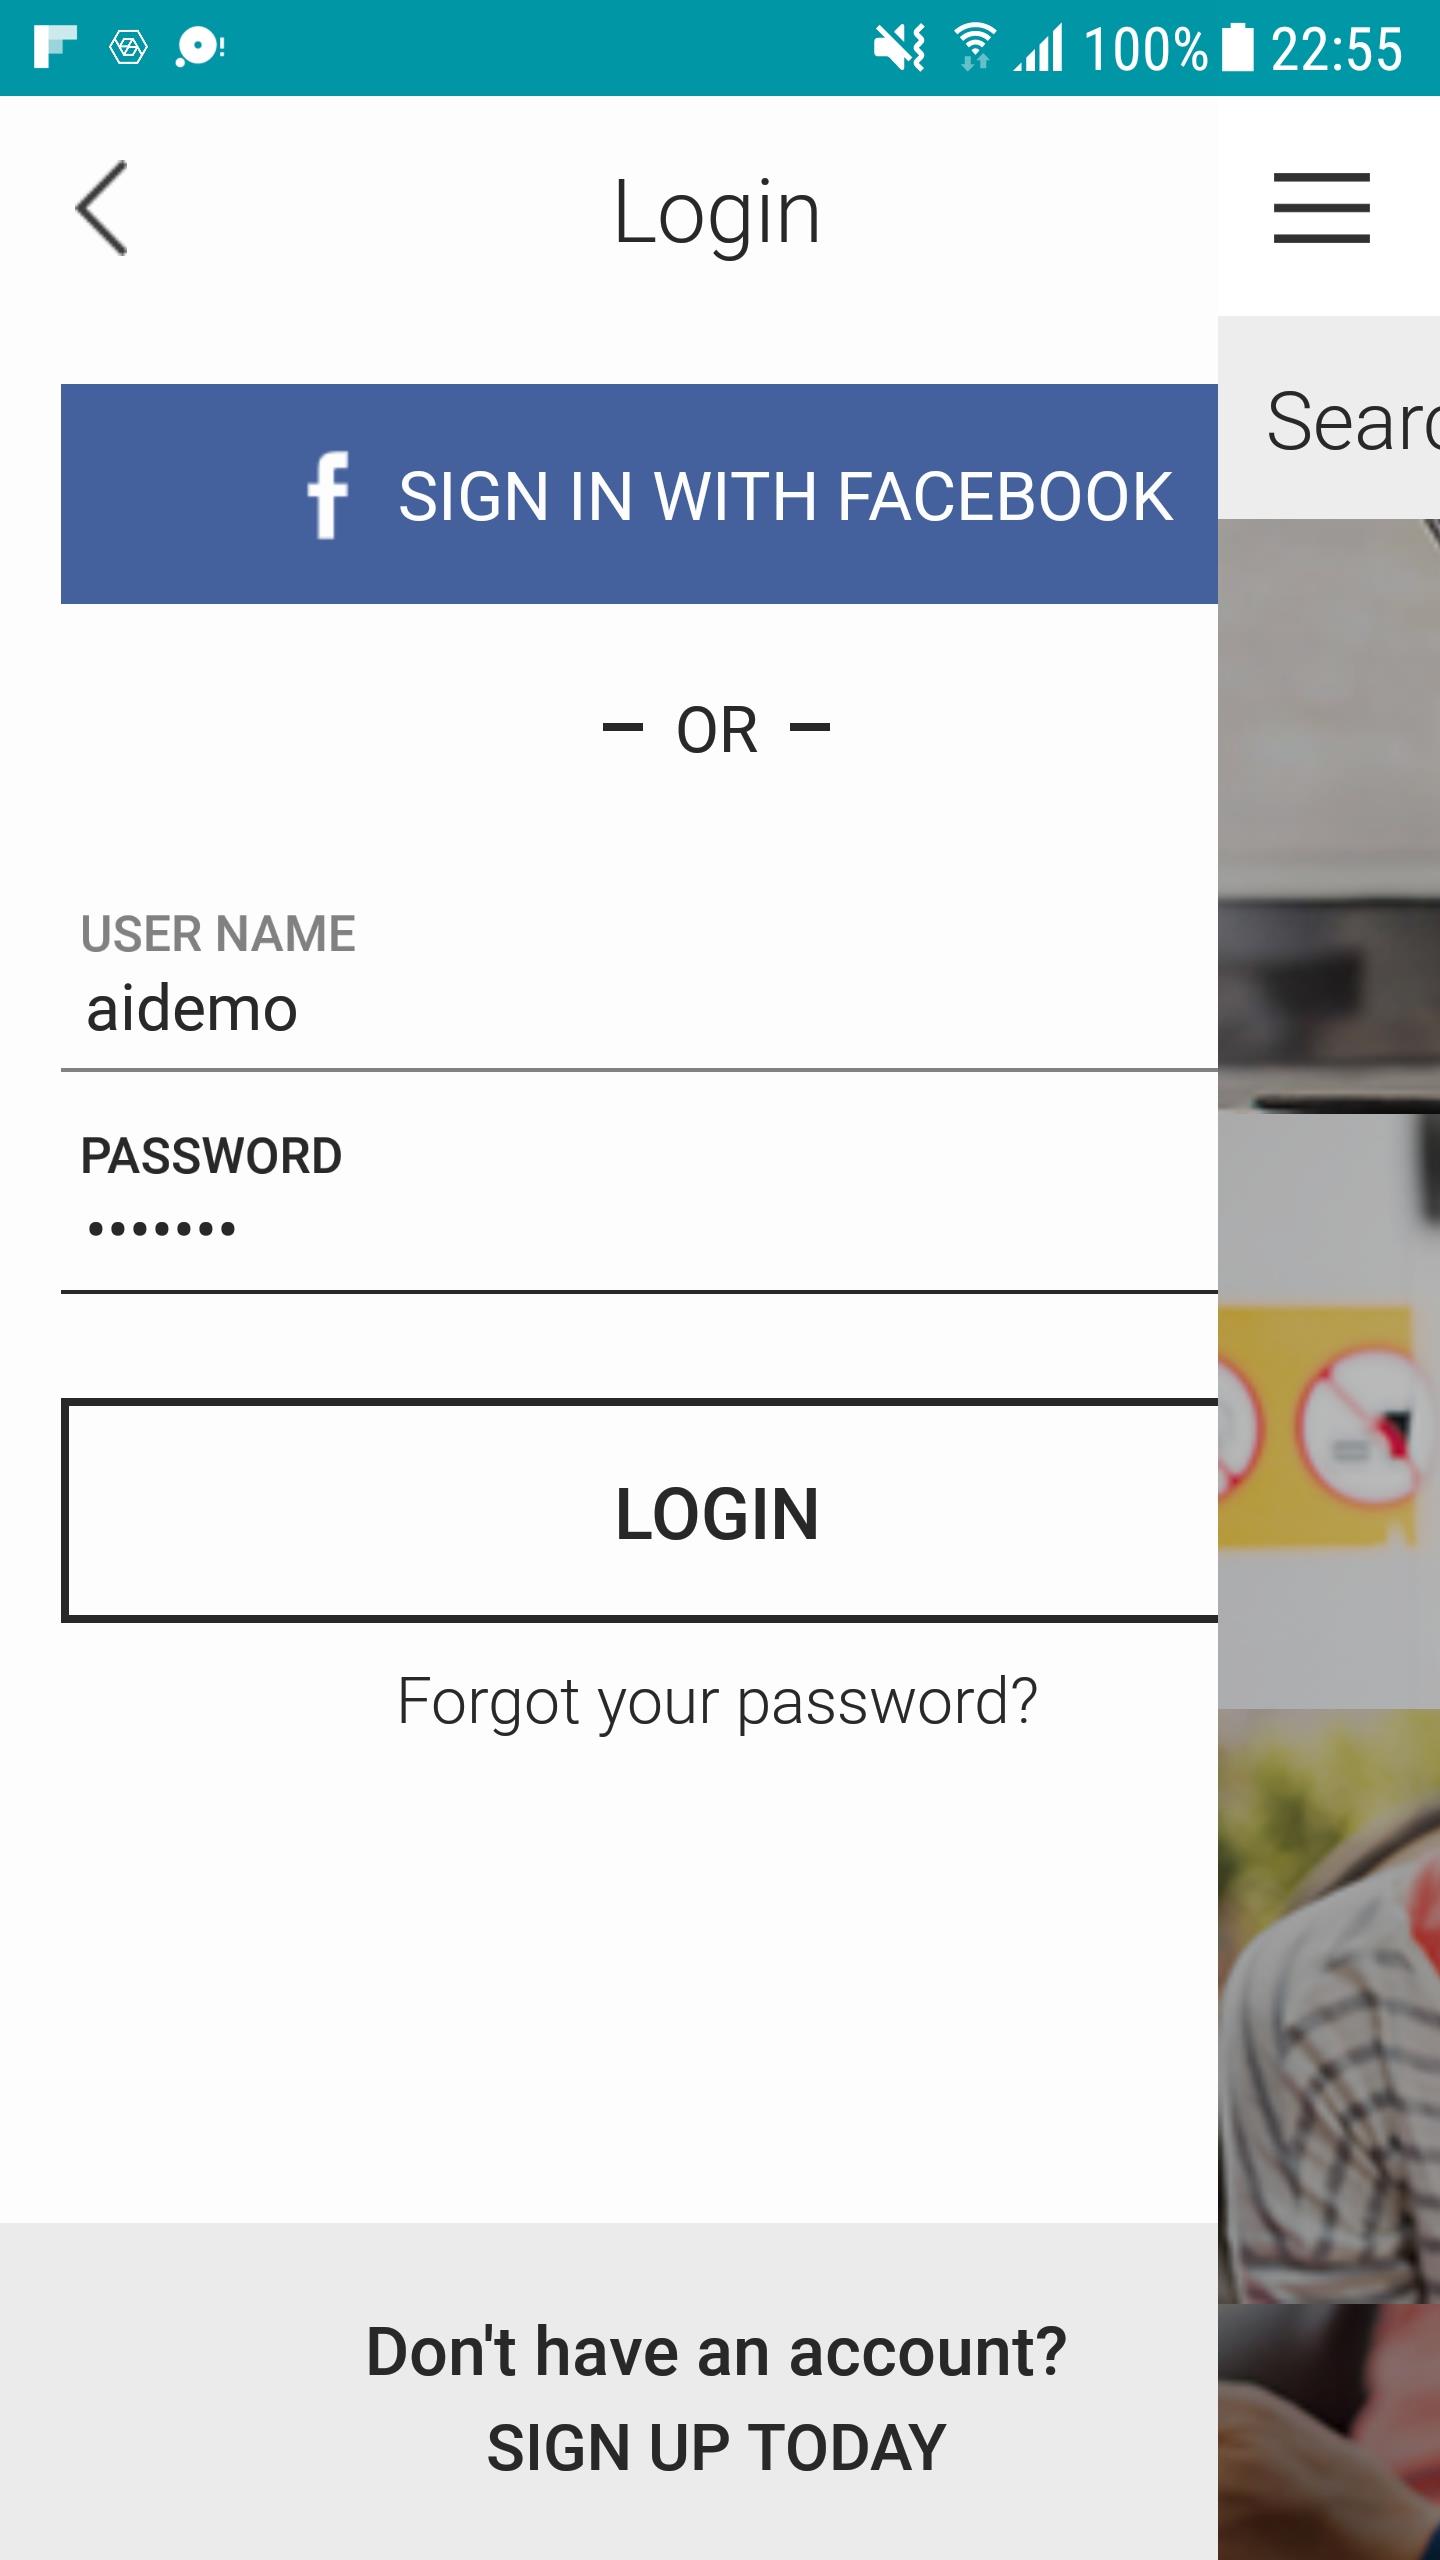 100% 22:55
Login
Searc
f SIGN IN WITH FACEBOOK
– OR –
USER NAME
aidemo
PASSWORD
•••••••
LOGIN
Forgot your password?
Don't have an account?
SIGN UP TODAY